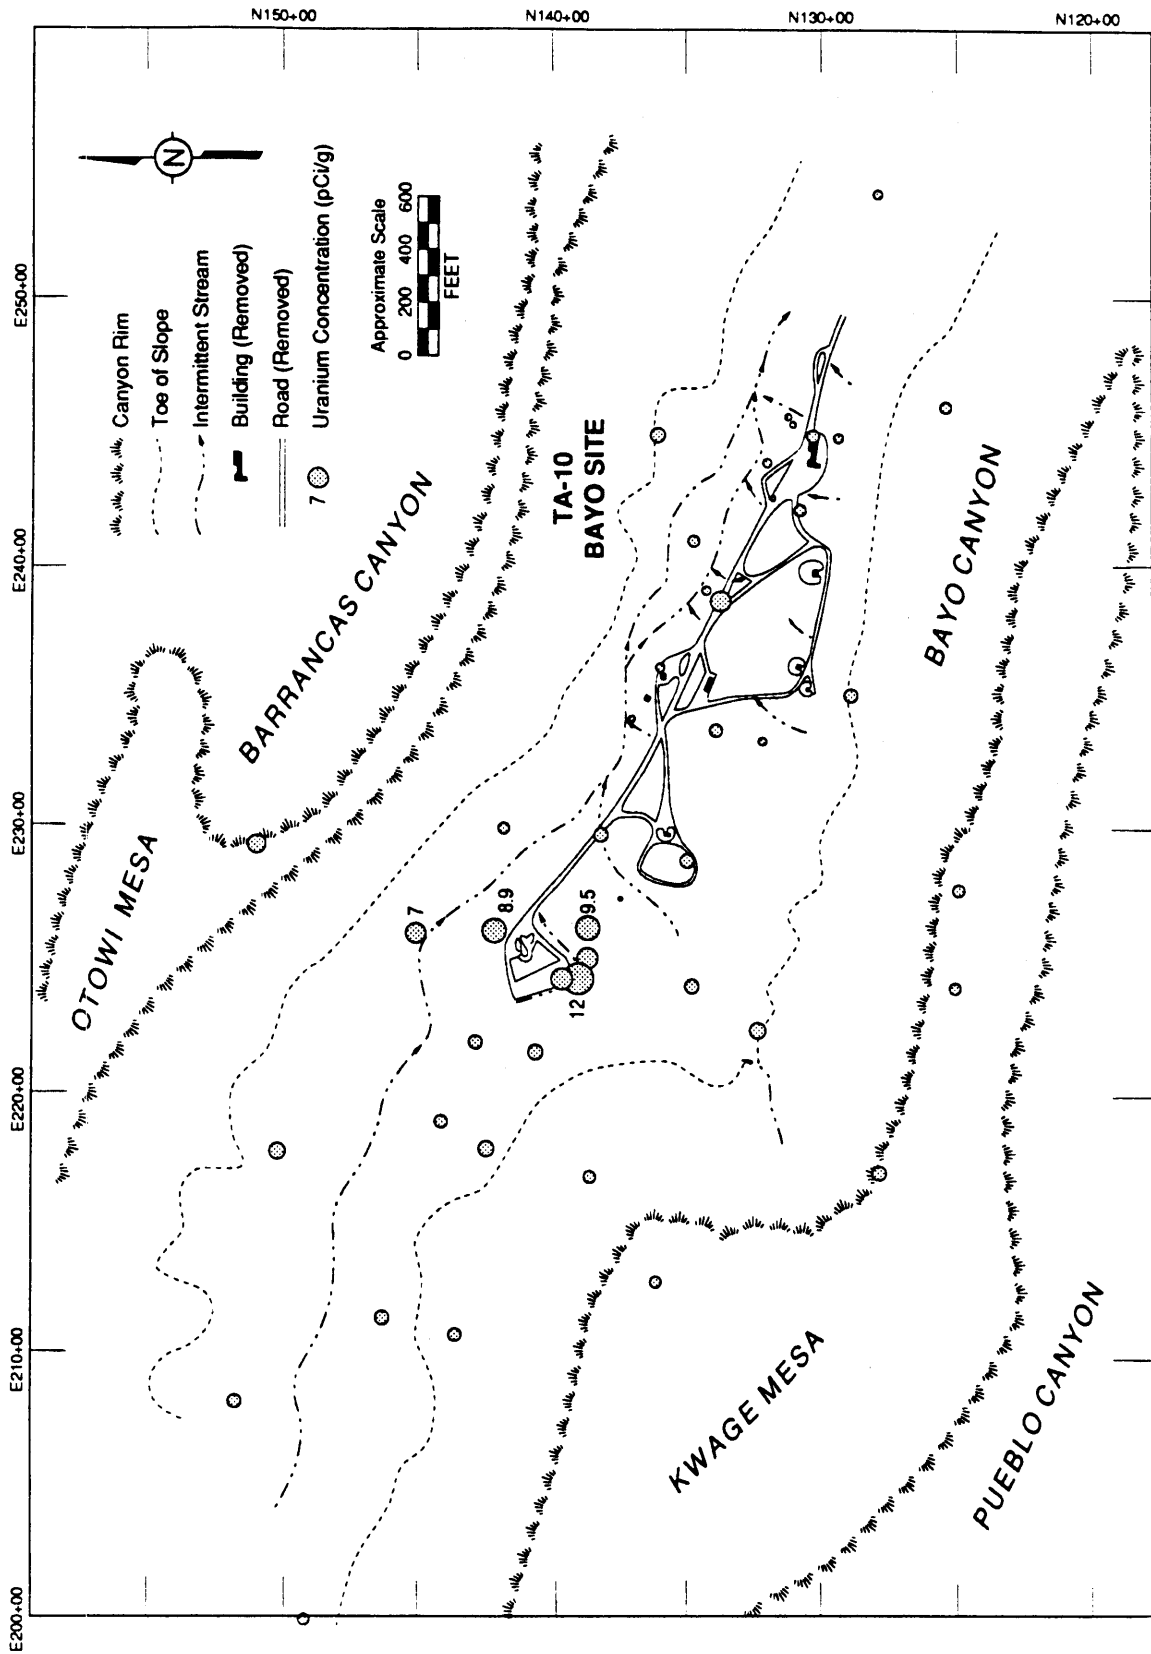 N150+00
N140+00
N130+00
N120+00
E250+00
E240+00
E230+00
E220+00
E210+00
E200+00
N
Canyon Rim
Toe of Slope
Intermittent Stream
Building (Removed)
Road (Removed)
7 Uranium Concentration (pCi/g)
Approximate Scale
0 200 400 600
FEET
TA-10
BAYO SITE
OTOWI MESA
BARRANCAS CANYON
BAYO CANYON
KWAGE MESA
PUEBLO CANYON
7
8.9
9.5
12